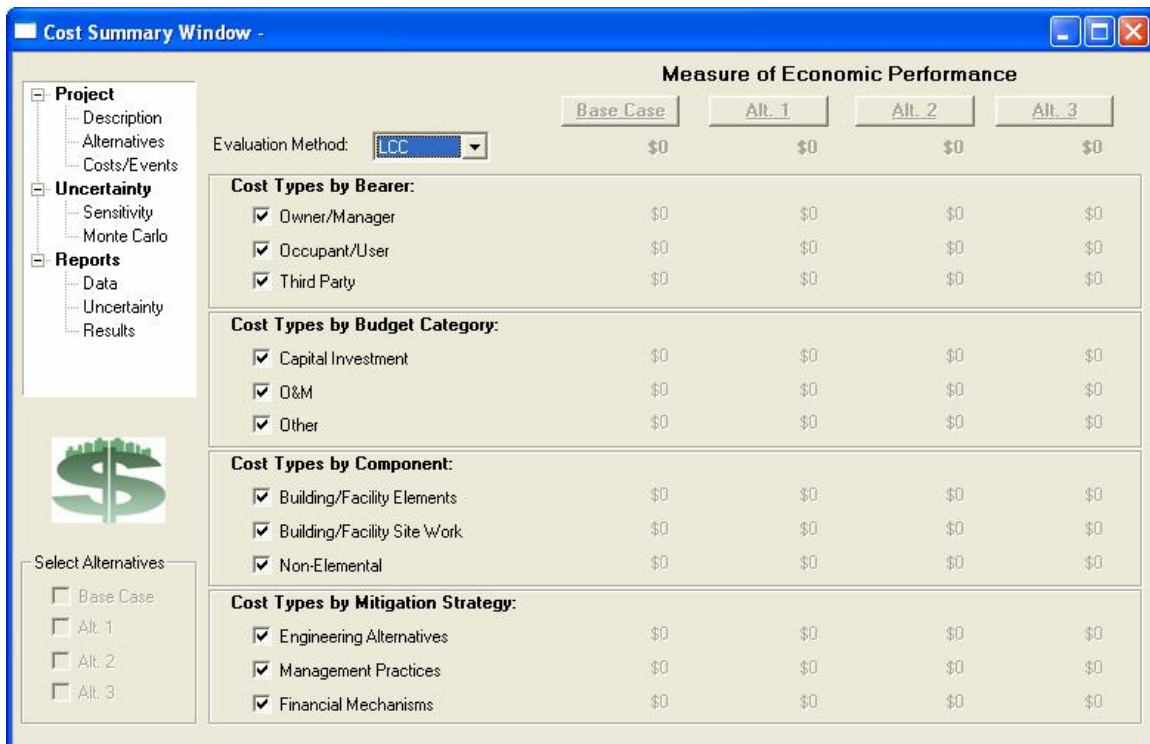 Cost Summary Window -
Measure of Economic Performance
Base Case Alt. 1 Alt. 2 Alt. 3
Evaluation Method: LCC $0 $0 $0 $0
Project
Description
Alternatives
Costs/Events
Uncertainty
Sensitivity
Monte Carlo
Reports
Data
Uncertainty
Results
Cost Types by Bearer:
Owner/Manager $0 $0 $0 $0
Occupant/User $0 $0 $0 $0
Third Party $0 $0 $0 $0
Cost Types by Budget Category:
Capital Investment $0 $0 $0 $0
O&M $0 $0 $0 $0
Other $0 $0 $0 $0
Cost Types by Component:
Building/Facility Elements $0 $0 $0 $0
Building/Facility Site Work $0 $0 $0 $0
Non-Elemental $0 $0 $0 $0
Cost Types by Mitigation Strategy:
Engineering Alternatives $0 $0 $0 $0
Management Practices $0 $0 $0 $0
Financial Mechanisms $0 $0 $0 $0
$
Select Alternatives
Base Case
Alt. 1
Alt. 2
Alt. 3